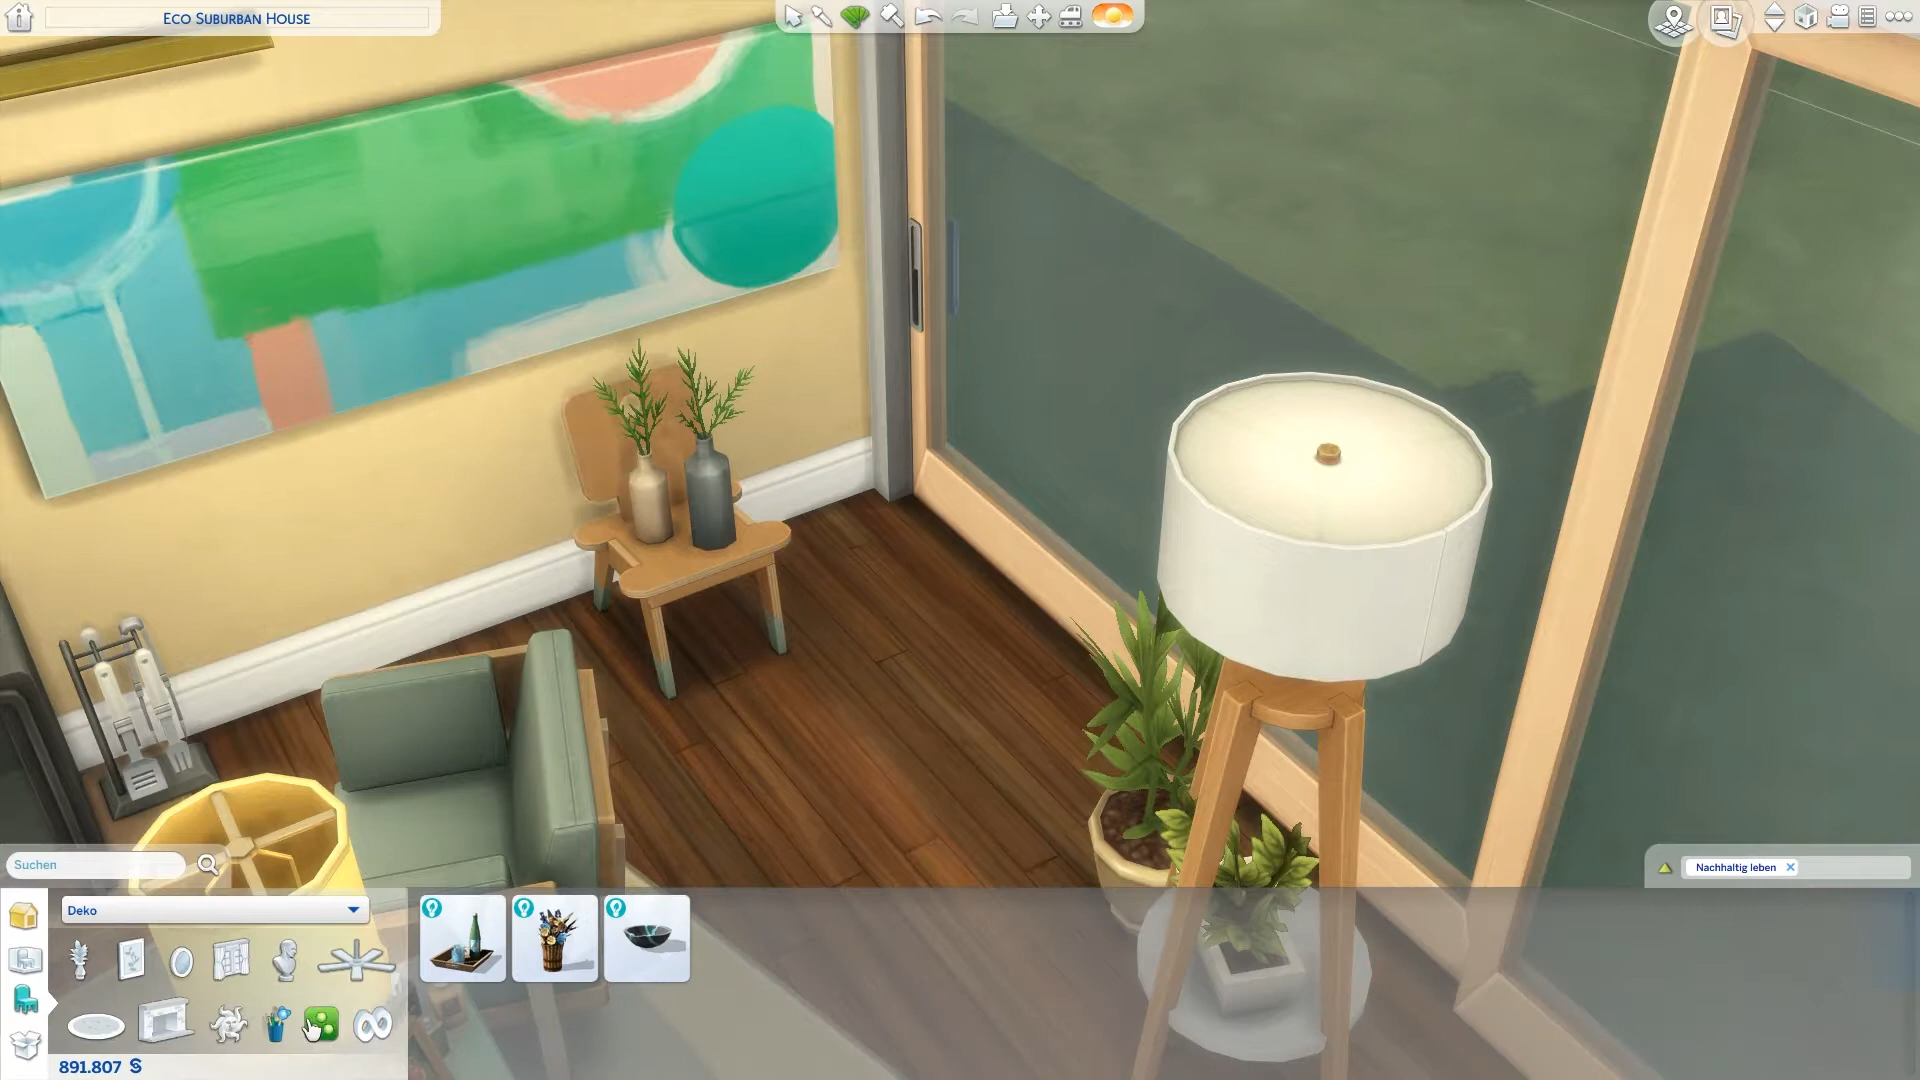 Eco Suburban House
Suchen
Nachhaltig leben
Deko
891.807